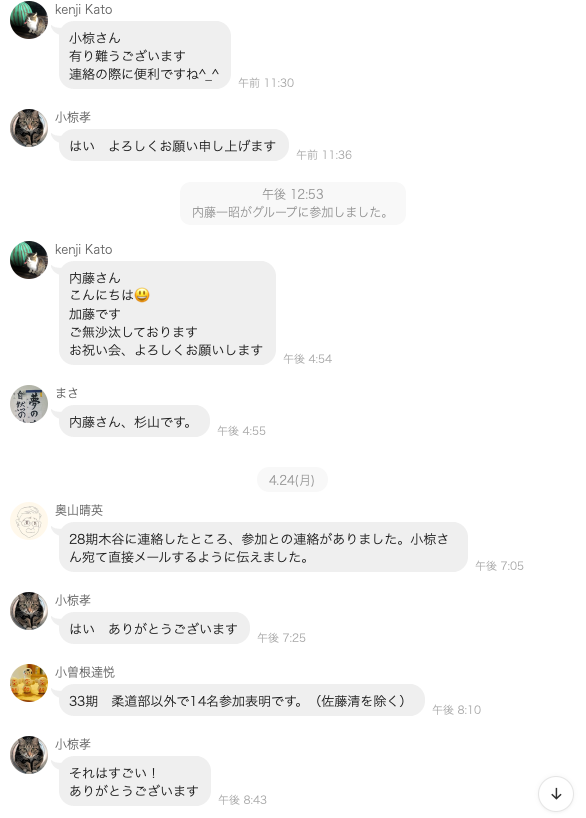 kenji Kato
小椋さん
有り難うございます
連絡の際に便利ですね^_^
午前 11:30
小椋孝
はい　よろしくお願い申し上げます
午前 11:36
午後 12:53
内藤一昭がグループに参加しました。
kenji Kato
内藤さん
こんにちは😃
加藤です
ご無沙汰しております
お祝い会、よろしくお願いします
午後 4:54
まさ
内藤さん、杉山です。
午後 4:55
4.24(月)
奥山晴英
28期木谷に連絡したところ、参加との連絡がありました。小椋さ
ん宛て直接メールするように伝えました。
午後 7:05
小椋孝
はい　ありがとうございます
午後 7:25
小曽根達悦
33期　柔道部以外で14名参加表明です。（佐藤清を除く）
午後 8:10
小椋孝
それはすごい！
ありがとうございます
午後 8:43